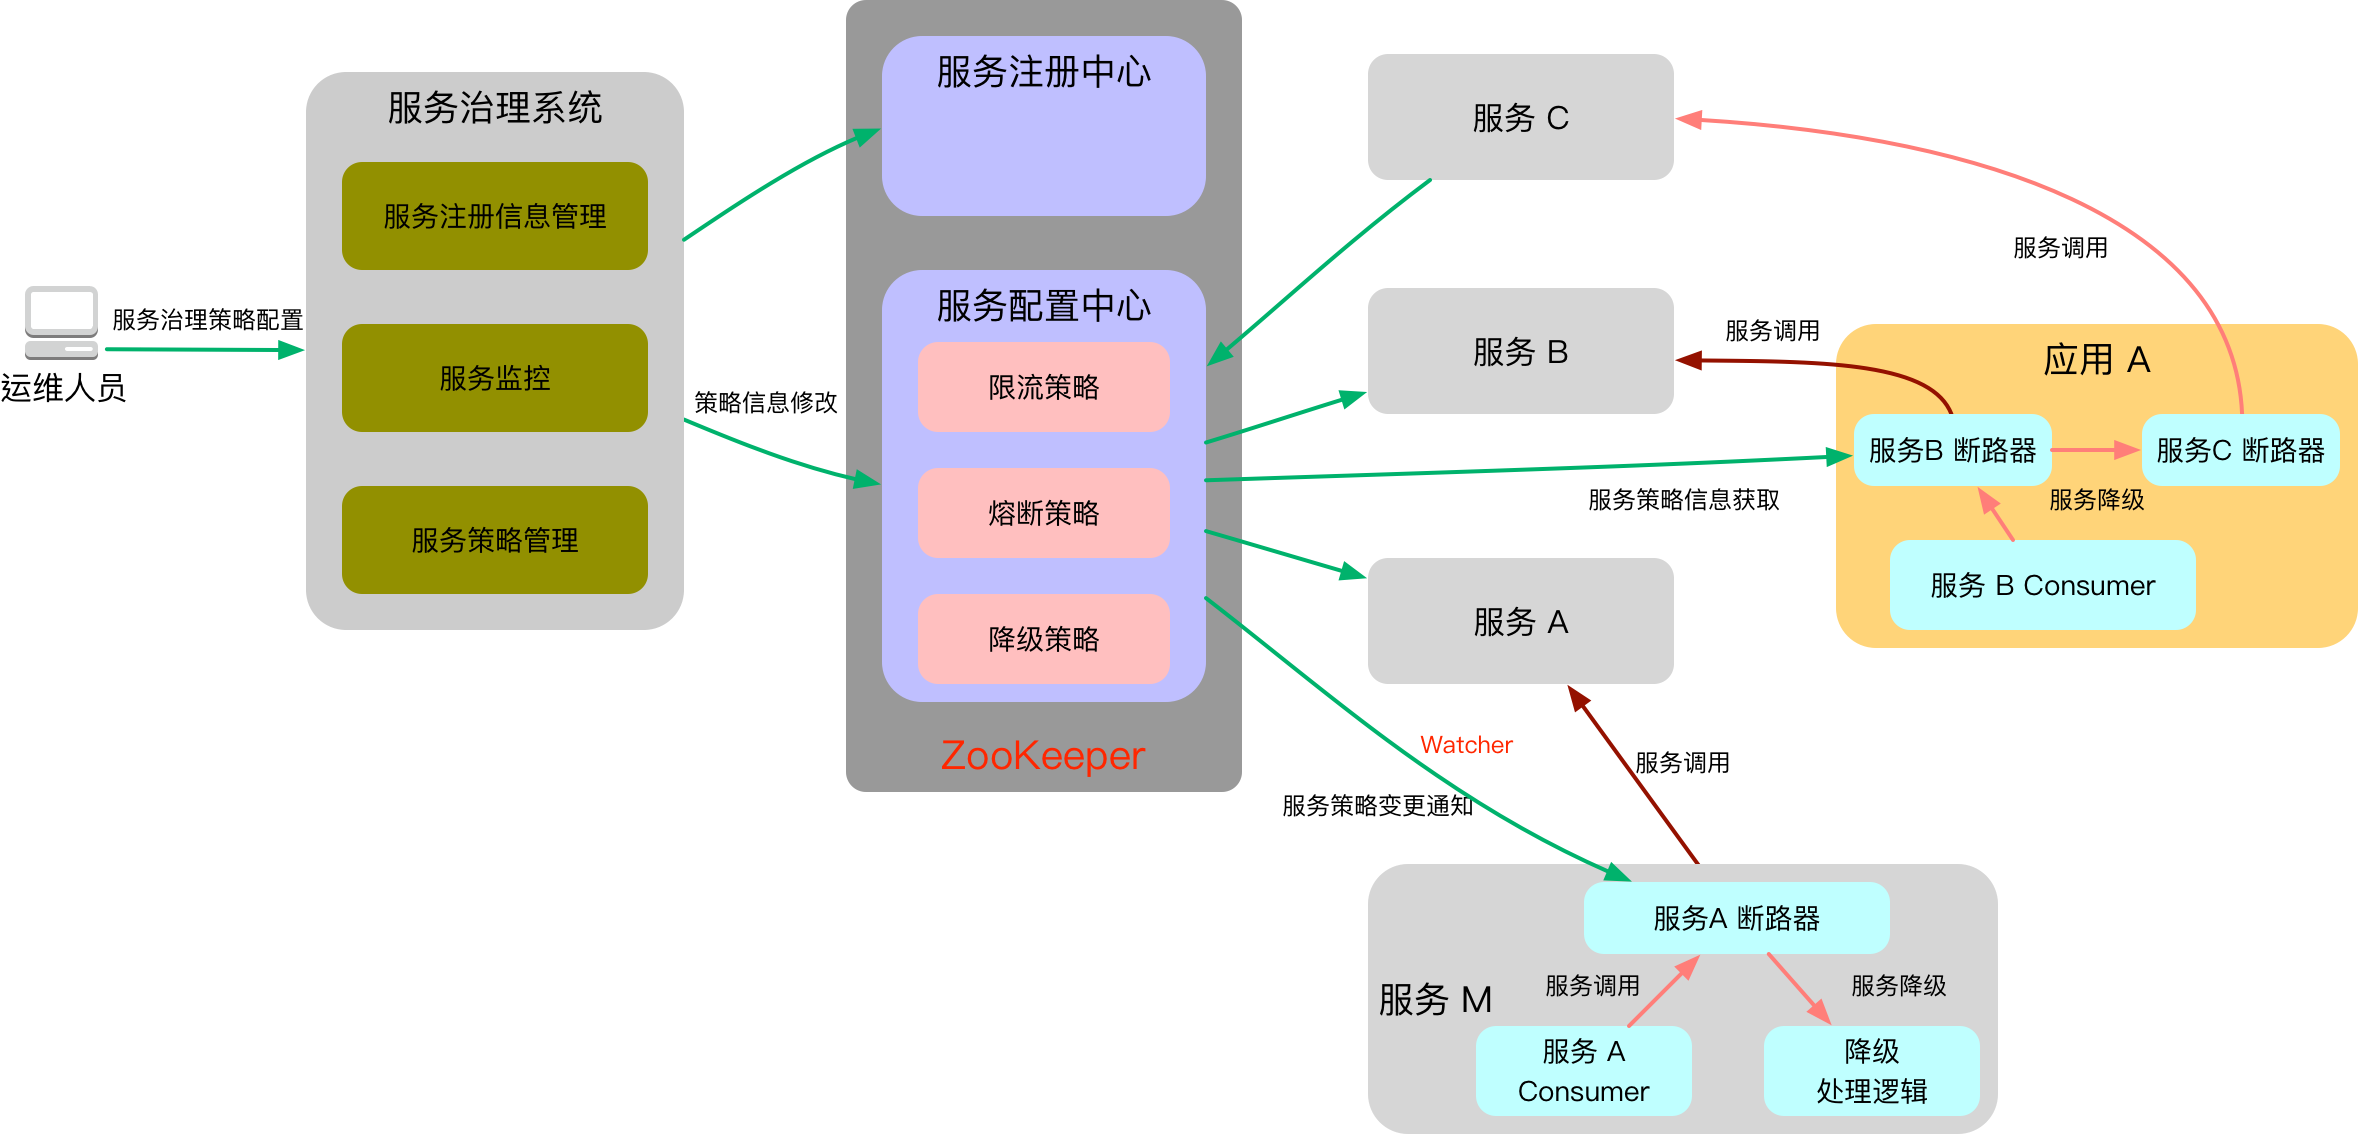 运维人员
服务治理策略配置
服务治理系统
服务注册信息管理
服务监控
服务策略管理
策略信息修改
服务注册中心
服务配置中心
限流策略
熔断策略
降级策略
ZooKeeper
服务 C
服务 B
服务 A
服务调用
服务调用
应用 A
服务B 断路器
服务C 断路器
服务降级
服务 B Consumer
服务策略信息获取
Watcher
服务策略变更通知
服务调用
服务 M
服务A 断路器
服务调用
服务降级
服务 A
Consumer
降级
处理逻辑